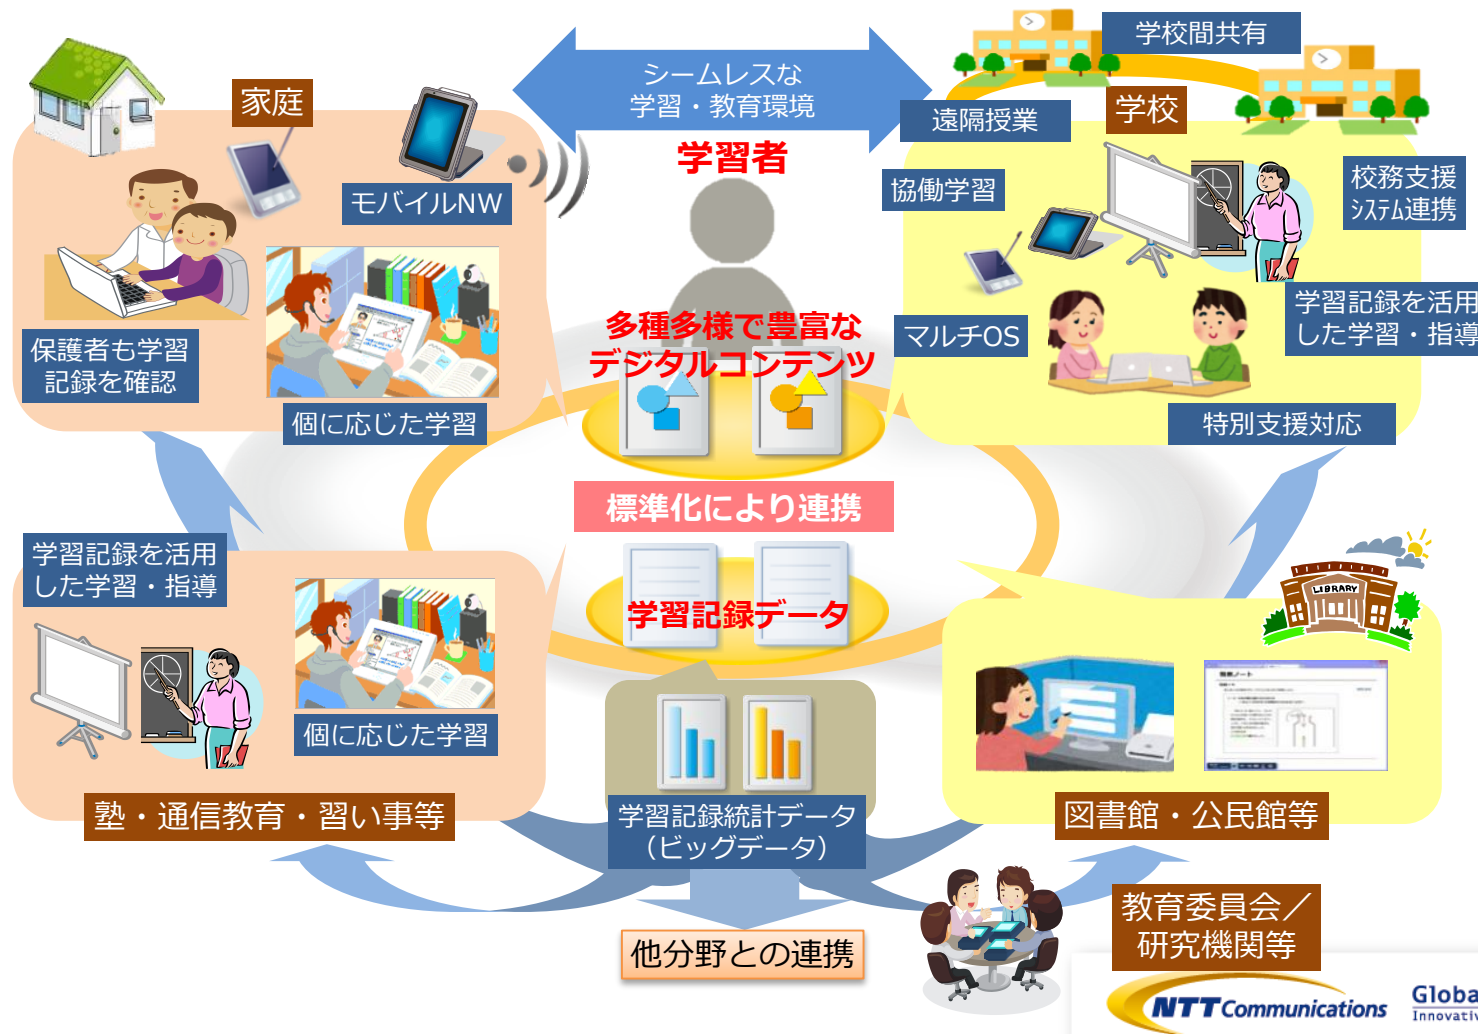 シームレスな
学習・教育環境
学校間共有
家庭
遠隔授業
学校
学習者
モバイルNW
協働学習
校務支援
システム連携
学習記録を活用
した学習・指導
マルチOS
保護者も学習
記録を確認
個に応じた学習
多種多様で豊富な
デジタルコンテンツ
特別支援対応
標準化により連携
学習記録を活用
した学習・指導
個に応じた学習
塾・通信教育・習い事等
学習記録データ
LIBRARY
図書館・公民館等
学習記録統計データ
(ビッグデータ)
他分野との連携
教育委員会／
研究機関等
NTT Communications